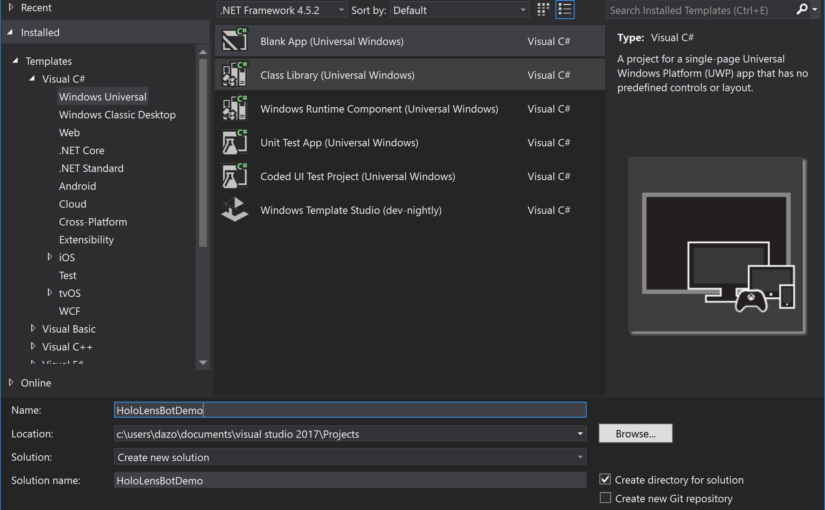 Recent
.NET Framework 4.5.2
Sort by:
Default
Search Installed Templates (Ctrl+E)
Installed
Templates
Visual C#
Windows Universal
Windows Classic Desktop
Web
.NET Core
.NET Standard
Android
Cloud
Cross-Platform
Extensibility
iOS
Test
tvOS
WCF
Visual Basic
Visual C++
Visual F#
Online
Blank App (Universal Windows) Visual C#
Class Library (Universal Windows) Visual C#
Windows Runtime Component (Universal Windows) Visual C#
Unit Test App (Universal Windows) Visual C#
Coded UI Test Project (Universal Windows) Visual C#
Windows Template Studio (dev-nightly) Visual C#
Type: Visual C#
A project for a single-page Universal
Windows Platform (UWP) app that has no
predefined controls or layout.
Name: HoloLensBotDemo
Location: c:\users\dazo\documents\visual studio 2017\Projects
Browse...
Solution: Create new solution
Solution name: HoloLensBotDemo
Create directory for solution
Create new Git repository